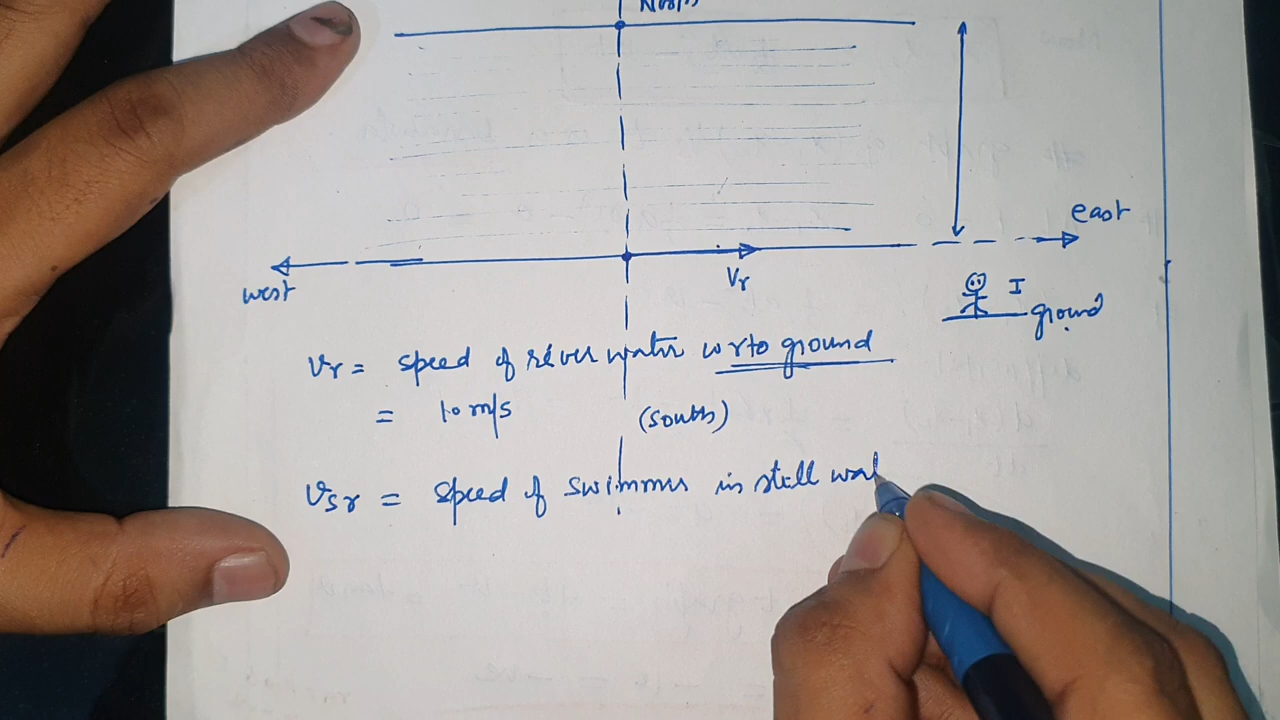 North
east
west
Vr
I
ground
Vr = speed of river water w r to ground
= 10 m/s
(south)
Vsr = speed of swimmer in still wat